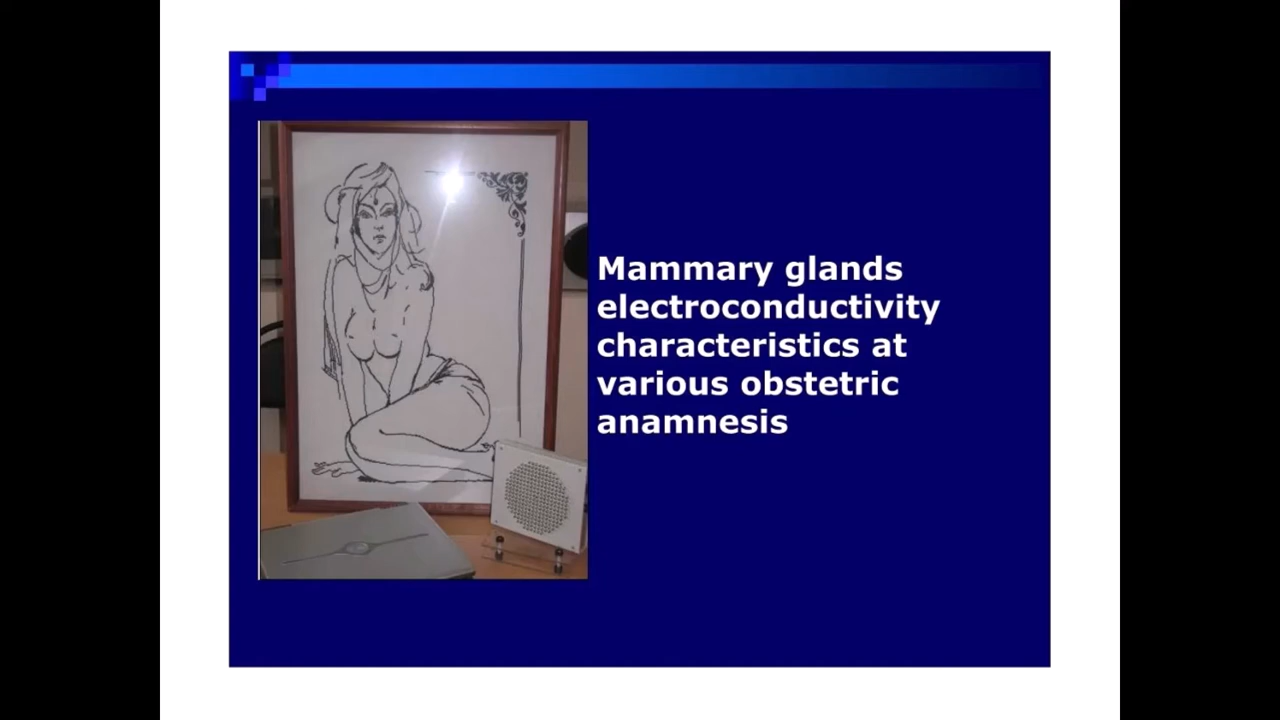 Mammary glands
electroconductivity
characteristics at
various obstetric
anamnesis